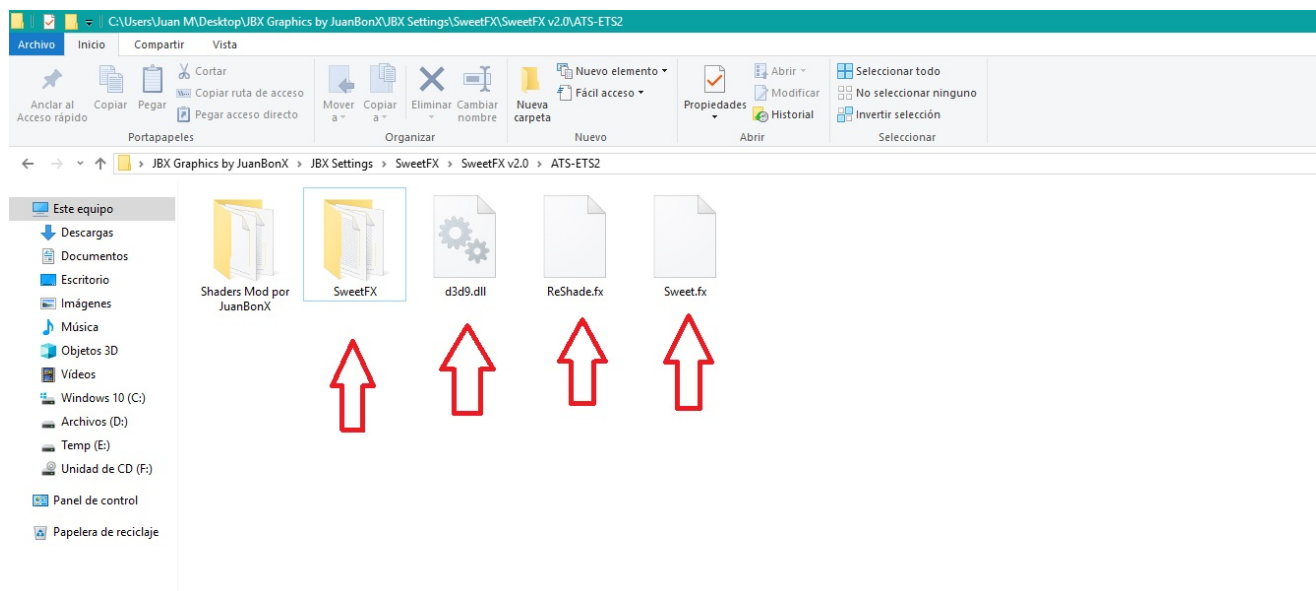 C:\Users\Juan M\Desktop\JBX Graphics by JuanBonX\JBX Settings\SweetFX\SweetFX v2.0\ATS-ETS2
Archivo Inicio Compartir Vista
Anclar al Acceso rápido
Copiar
Pegar
Cortar
Copiar ruta de acceso
Pegar acceso directo
Portapapeles
Mover a
Copiar a
Eliminar
Cambiar nombre
Organizar
Nueva carpeta
Nuevo elemento
Fácil acceso
Nuevo
Propiedades
Abrir
Modificar
Historial
Abrir
Seleccionar todo
No seleccionar ninguno
Invertir selección
Seleccionar
JBX Graphics by JuanBonX > JBX Settings > SweetFX > SweetFX v2.0 > ATS-ETS2
Este equipo
Descargas
Documentos
Escritorio
Imágenes
Música
Objetos 3D
Vídeos
Windows 10 (C:)
Archivos (D:)
Temp (E:)
Unidad de CD (F:)
Panel de control
Papelera de reciclaje
Shaders Mod por
JuanBonX
SweetFX
d3d9.dll
ReShade.fx
Sweet.fx